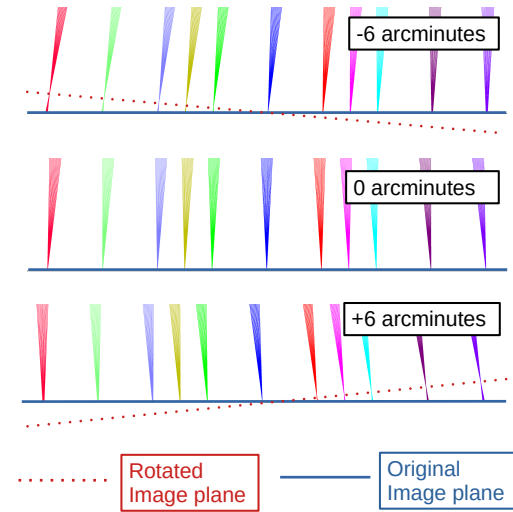 -6 arcminutes
0 arcminutes
+6 arcminutes
Rotated
Image plane
Original
Image plane